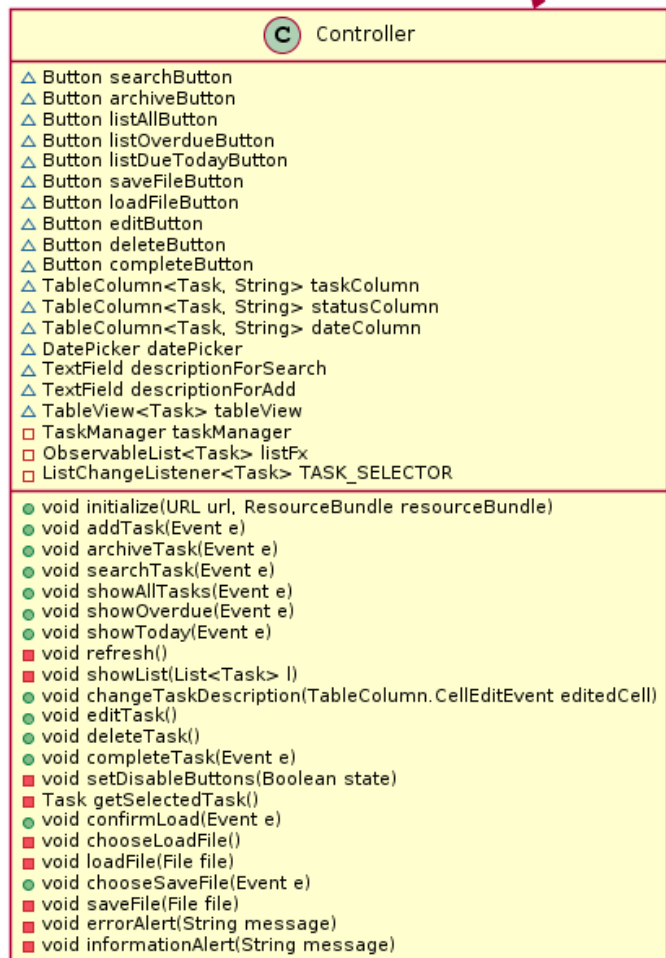 C Controller
Button searchButton
Button archiveButton
Button listAllButton
Button listOverdueButton
Button listDueTodayButton
Button saveFileButton
Button loadFileButton
Button editButton
Button deleteButton
Button completeButton
TableColumn<Task, String> taskColumn
TableColumn<Task, String> statusColumn
TableColumn<Task, String> dateColumn
DatePicker datePicker
TextField descriptionForSearch
TextField descriptionForAdd
TableView<Task> tableView
TaskManager taskManager
ObservableList<Task> listFx
ListChangeListener<Task> TASK_SELECTOR
void initialize(URL url, ResourceBundle resourceBundle)
void addTask(Event e)
void archiveTask(Event e)
void searchTask(Event e)
void showAllTasks(Event e)
void showOverdue(Event e)
void showToday(Event e)
void refresh()
void showList(List<Task> l)
void changeTaskDescription(TableColumn.CellEditEvent editedCell)
void editTask()
void deleteTask()
void completeTask(Event e)
void setDisableButtons(Boolean state)
Task getSelectedTask()
void confirmLoad(Event e)
void chooseLoadFile()
void loadFile(File file)
void chooseSaveFile(Event e)
void saveFile(File file)
void errorAlert(String message)
void informationAlert(String message)